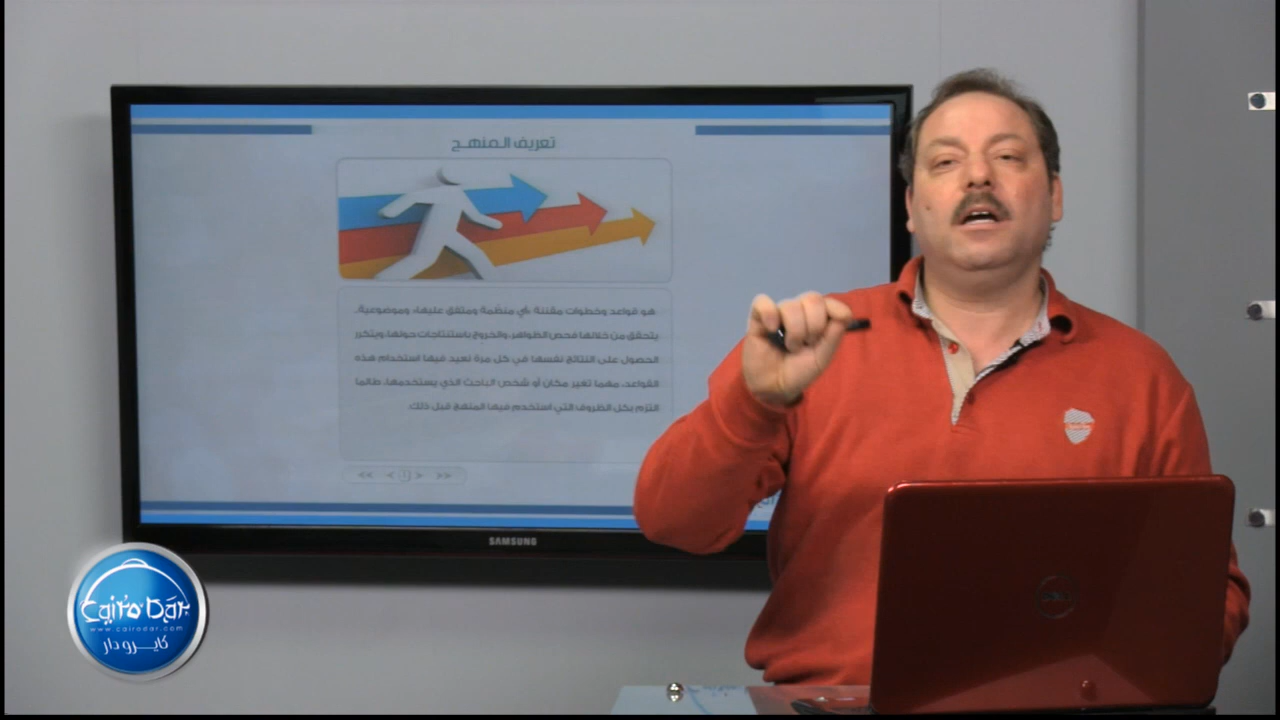 تعريف المنهج
هو قواعد وخطوات مقننة ،أي منظّمة ومتفق عليها، وموضوعية..
يتحقق من خلالها فحص الظواهر، والخروج باستنتاجات حولها، ويتكرر
الحصول على النتائج نفسها في كل مرة نعيد فيها استخدام هذه
القواعد، مهما تغير مكان أو شخص الباحث الذي يستخدمها، طالما
التزم بكل الظروف التي استخدم فيها المنهج قبل ذلك.
SAMSUNG
Cairo Dar
www.cairodar.com
كايرو دار
DELL